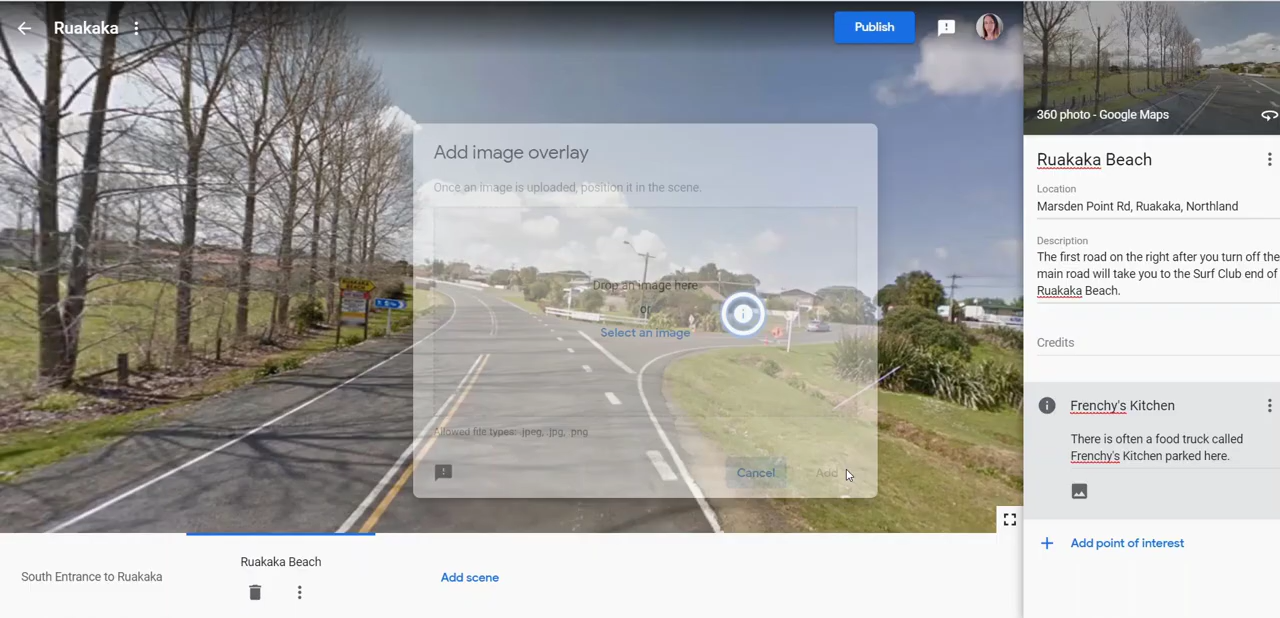 Ruakaka
Publish
Add image overlay
Once an image is uploaded, position it in the scene.
Drop an image here
or
Select an image
Allowed file types: .jpeg, .jpg, .png
Cancel
Add
360 photo - Google Maps
Ruakaka Beach
Location
Marsden Point Rd, Ruakaka, Northland
Description
The first road on the right after you turn off the
main road will take you to the Surf Club end of
Ruakaka Beach.
Credits
Frenchy's Kitchen
There is often a food truck called
Frenchy's Kitchen parked here.
Add point of interest
South Entrance to Ruakaka
Ruakaka Beach
Add scene